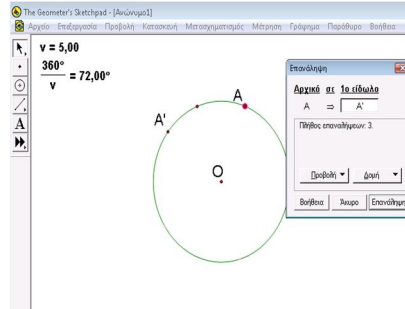 The Geometer's Sketchpad - [Ανώνυμο1]
Αρχείο Επεξεργασία Προβολή Κατασκευή Μετασχηματισμός Μέτρηση Γράφημα Παράθυρο Βοήθεια
ν = 5,00
360°
ν
= 72,00°
A
A'
A
O
Επανάληψη
Αρχικό σε 1ο είδωλο
A ⇒ A'
Πλήθος επαναλήψεων: 3.
Προβολή
Δομή
Βοήθεια
Άκυρο
Επανάληψη